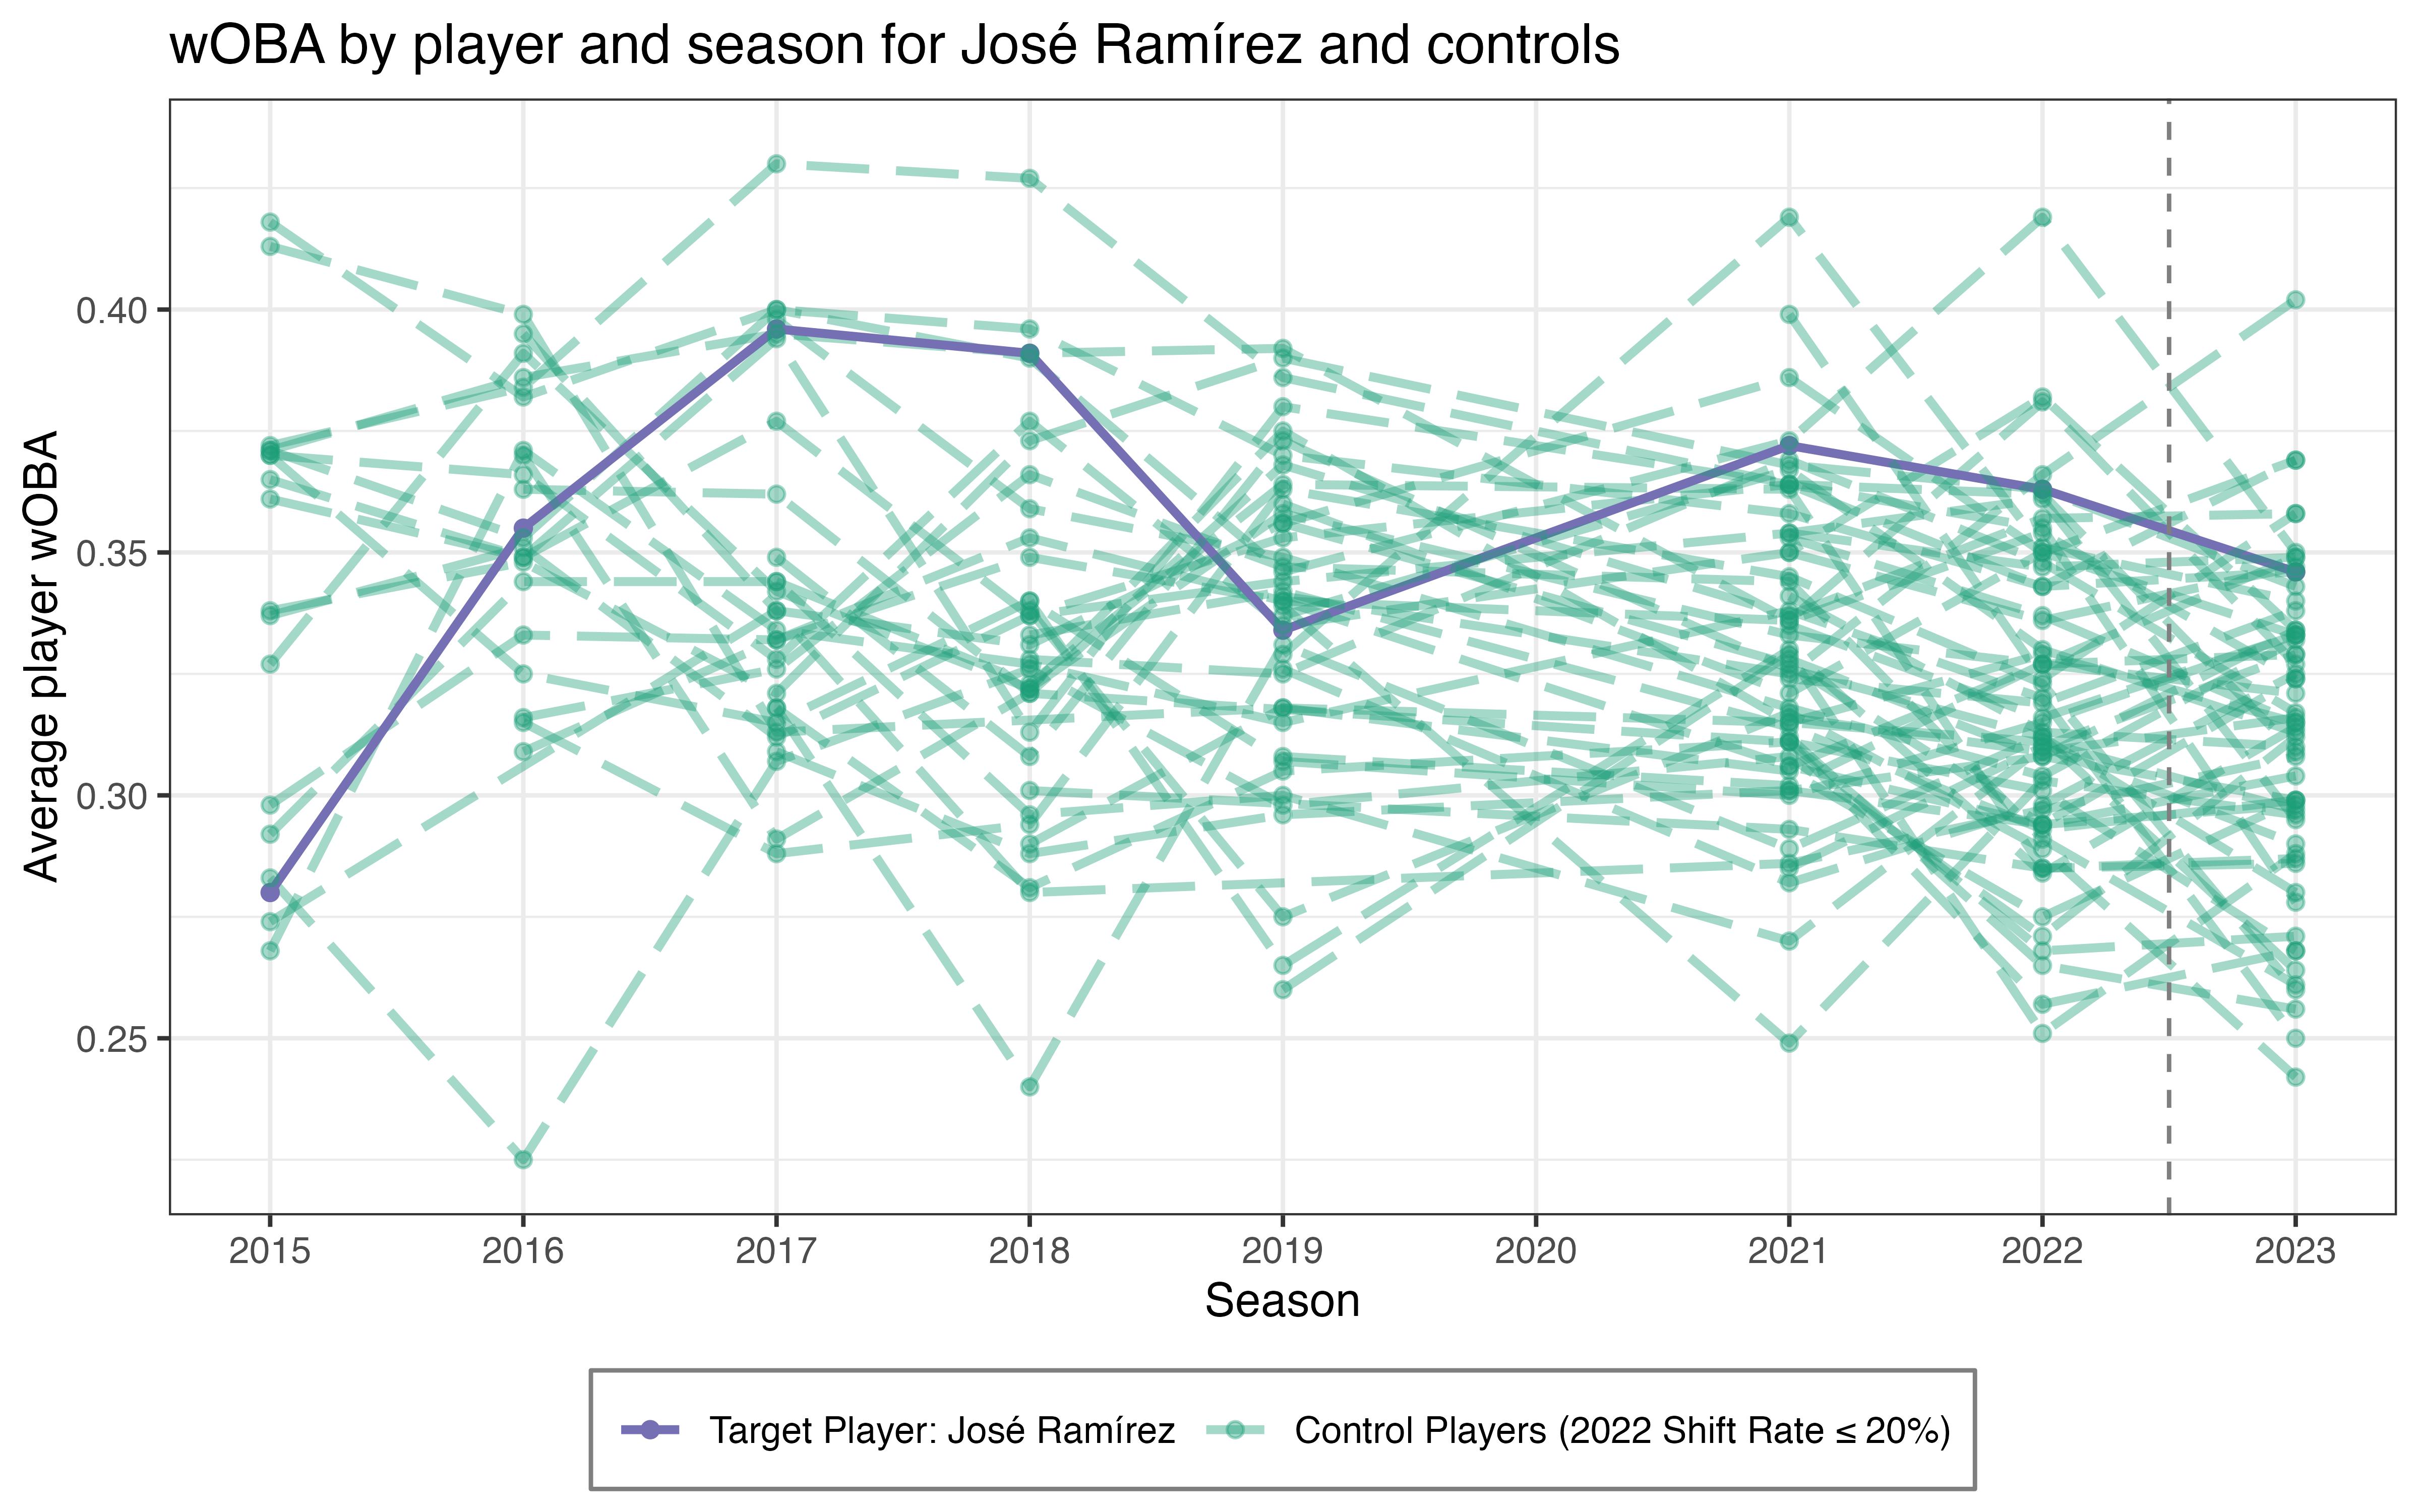 wOBA by player and season for José Ramírez and controls
Average player wOBA
0.40
0.35
0.30
0.25
2015 2016 2017 2018 2019 2020 2021 2022 2023
Season
Target Player: José Ramírez Control Players (2022 Shift Rate ≤ 20%)